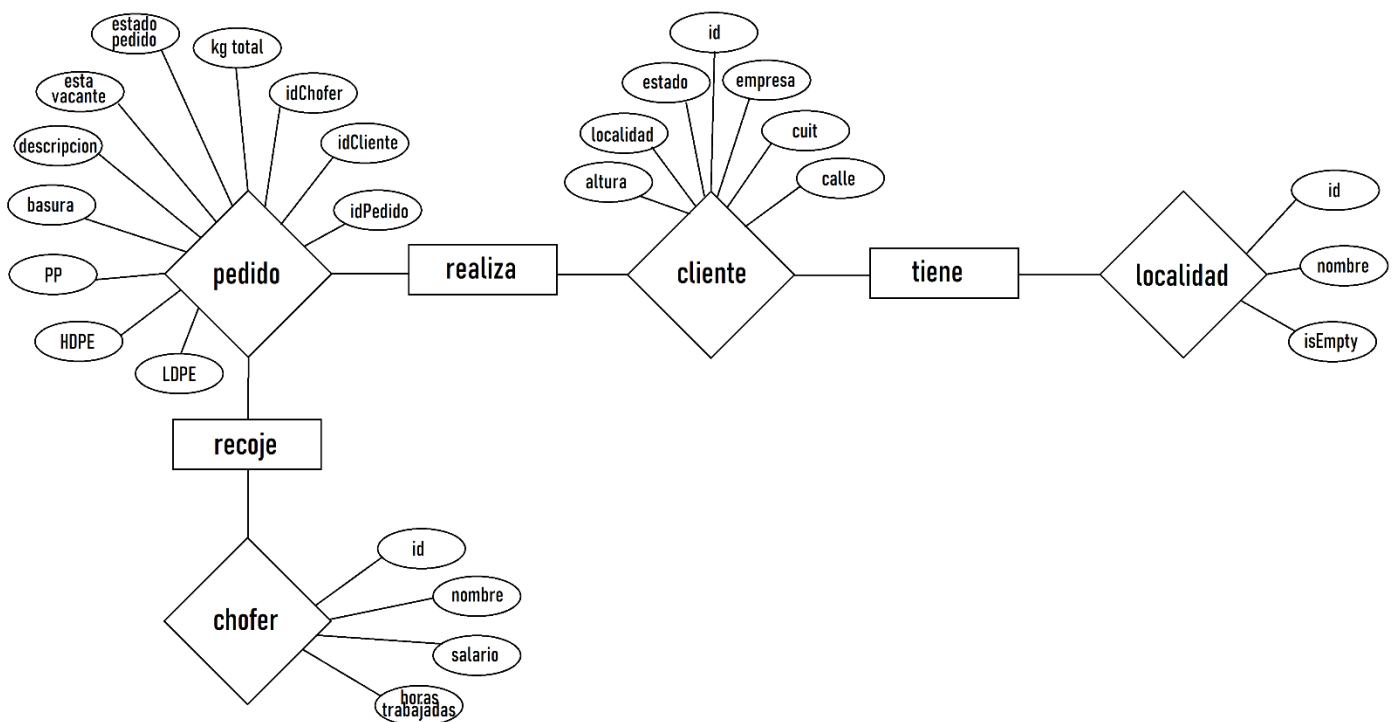 estado
pedido
kg total
esta
vacante
idChofer
descripcion
idCliente
basura
idPedido
PP
pedido
HDPE
LDPE
realiza
id
estado
empresa
localidad
cuit
altura
calle
cliente
tiene
id
localidad
nombre
isEmpty
recoje
id
chofer
nombre
salario
horas
trabajadas